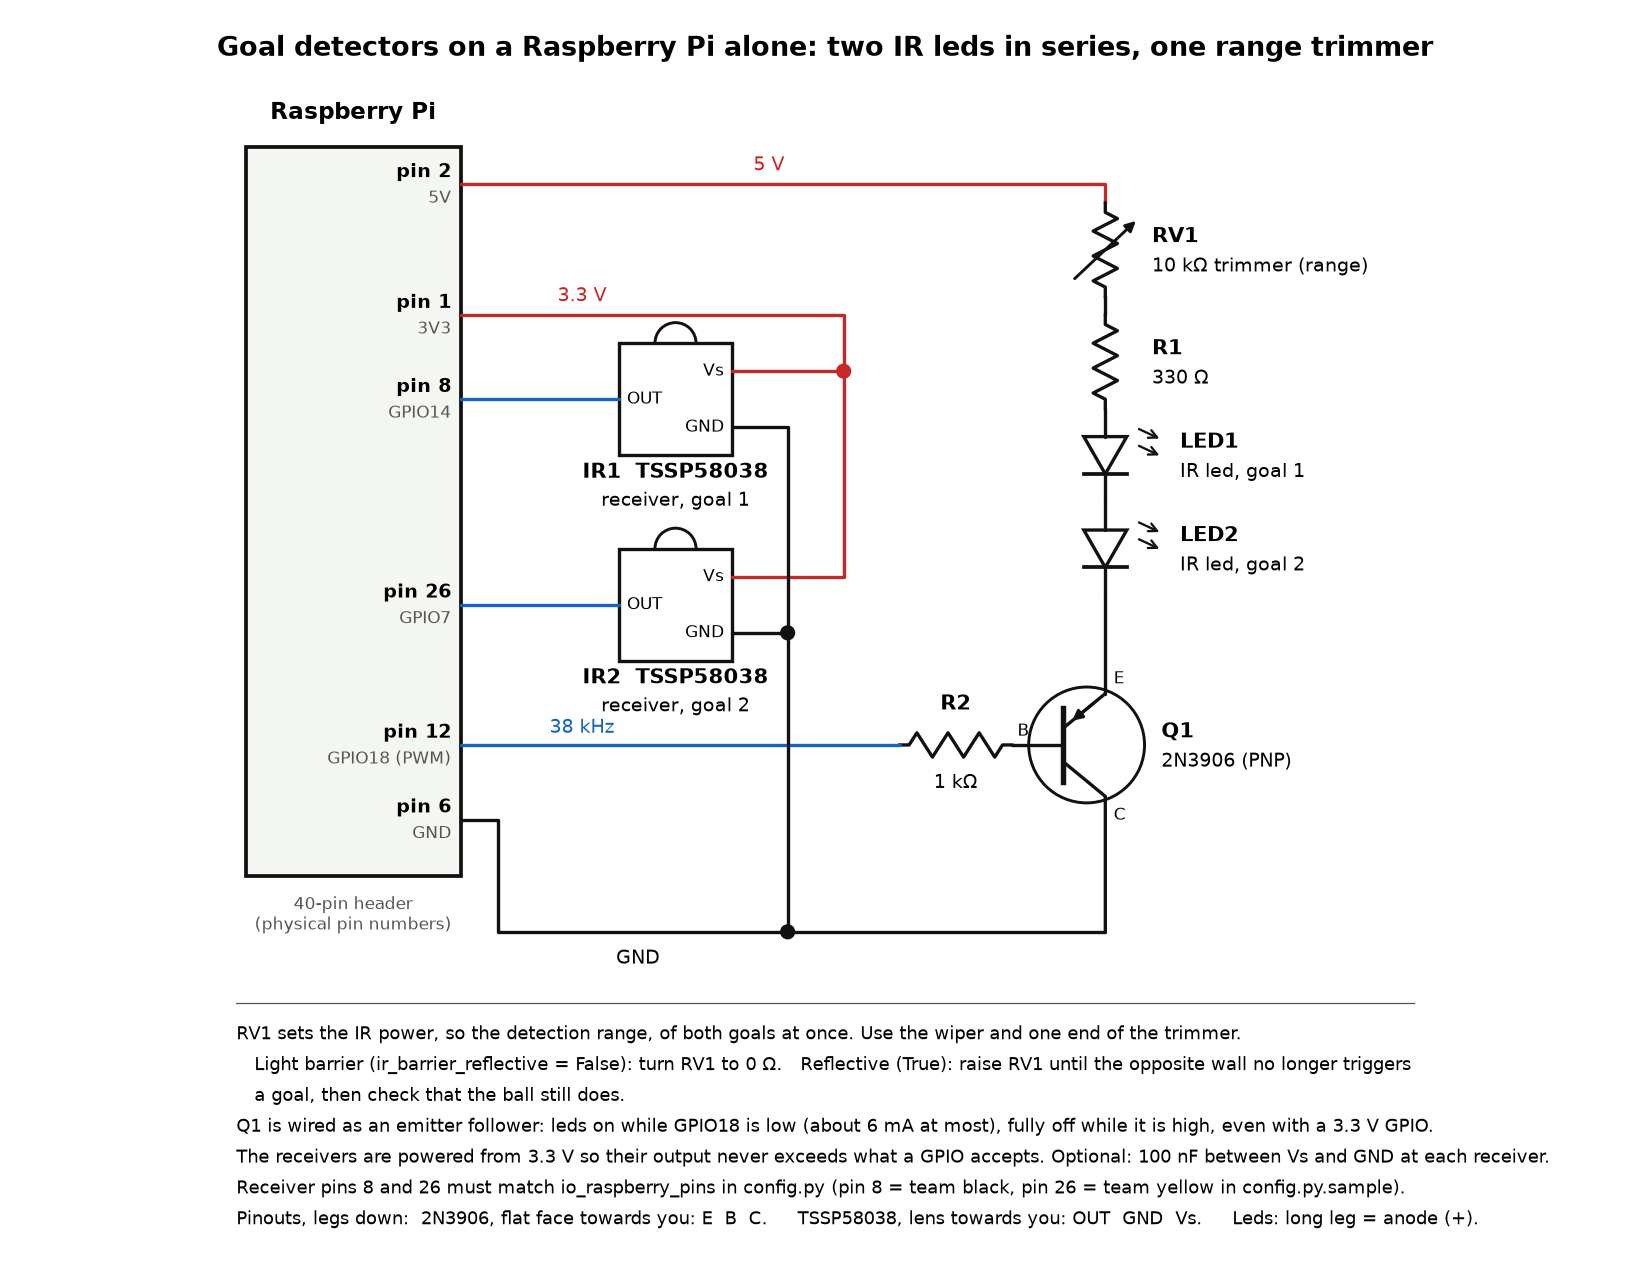 Goal detectors on a Raspberry Pi alone: two IR leds in series, one range trimmer
Raspberry Pi
pin 2
5V
5 V
RV1
10 kΩ trimmer (range)
pin 1
3V3
3.3 V
R1
330 Ω
pin 8
GPIO14
Vs
OUT
GND
IR1 TSSP58038
receiver, goal 1
LED1
IR led, goal 1
LED2
IR led, goal 2
pin 26
GPIO7
Vs
OUT
GND
IR2 TSSP58038
receiver, goal 2
pin 12
GPIO18 (PWM)
38 kHz
R2
1 kΩ
B
E
C
Q1
2N3906 (PNP)
pin 6
GND
40-pin header
(physical pin numbers)
GND
RV1 sets the IR power, so the detection range, of both goals at once. Use the wiper and one end of the trimmer.
Light barrier (ir_barrier_reflective = False): turn RV1 to 0 Ω. Reflective (True): raise RV1 until the opposite wall no longer triggers
a goal, then check that the ball still does.
Q1 is wired as an emitter follower: leds on while GPIO18 is low (about 6 mA at most), fully off while it is high, even with a 3.3 V GPIO.
The receivers are powered from 3.3 V so their output never exceeds what a GPIO accepts. Optional: 100 nF between Vs and GND at each receiver.
Receiver pins 8 and 26 must match io_raspberry_pins in config.py (pin 8 = team black, pin 26 = team yellow in config.py.sample).
Pinouts, legs down: 2N3906, flat face towards you: E B C. TSSP58038, lens towards you: OUT GND Vs. Leds: long leg = anode (+).